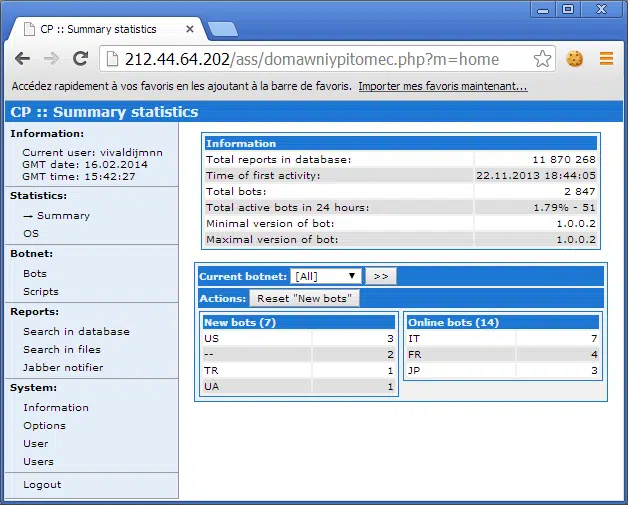 CP :: Summary statistics
212.44.64.202/ass/domawniypitomec.php?m=home
Accédez rapidement à vos favoris en les ajoutant à la barre de favoris. Importer mes favoris maintenant...
CP :: Summary statistics
Information:
Current user: vivaldijmnn
GMT date: 16.02.2014
GMT time: 15:42:27
Statistics:
→ Summary
OS
Botnet:
Bots
Scripts
Reports:
Search in database
Search in files
Jabber notifier
System:
Information
Options
User
Users
Logout
Information
Total reports in database: 11 870 268
Time of first activity: 22.11.2013 18:44:05
Total bots: 2 847
Total active bots in 24 hours: 1.79% - 51
Minimal version of bot: 1.0.0.2
Maximal version of bot: 1.0.0.2
Current botnet: [All] >>
Actions: Reset "New bots"
New bots (7)
US 3
-- 2
TR 1
UA 1
Online bots (14)
IT 7
FR 4
JP 3